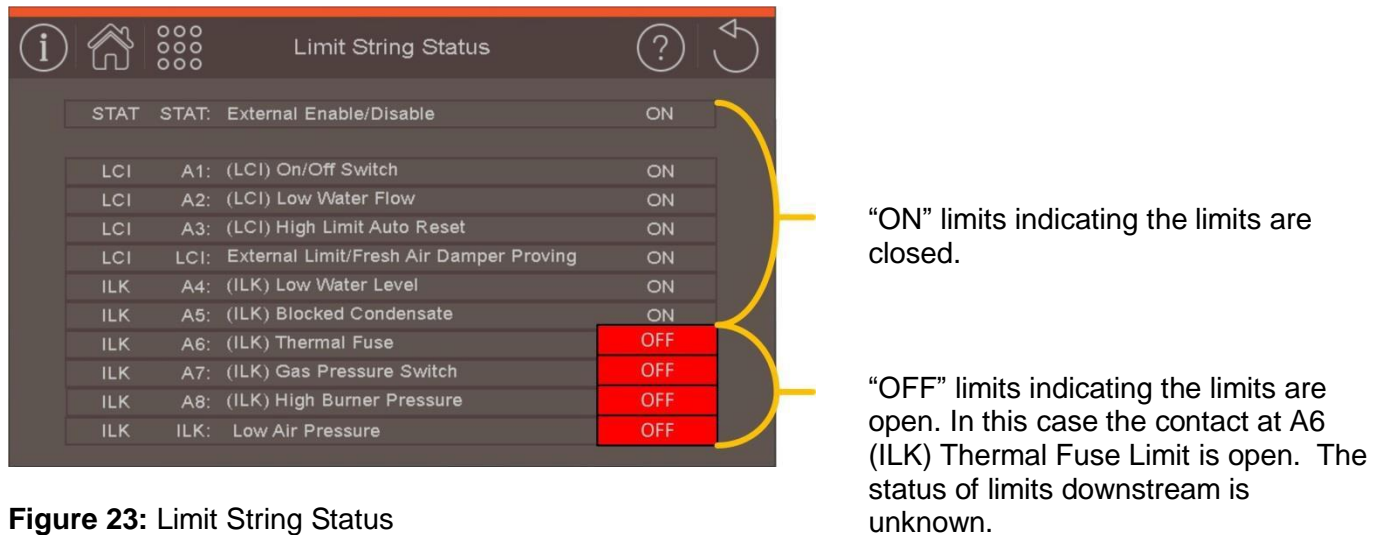 i
Limit String Status
?
STAT STAT: External Enable/Disable ON
LCI A1: (LCI) On/Off Switch ON
LCI A2: (LCI) Low Water Flow ON
LCI A3: (LCI) High Limit Auto Reset ON
LCI LCI: External Limit/Fresh Air Damper Proving ON
ILK A4: (ILK) Low Water Level ON
ILK A5: (ILK) Blocked Condensate ON
ILK A6: (ILK) Thermal Fuse OFF
ILK A7: (ILK) Gas Pressure Switch OFF
ILK A8: (ILK) High Burner Pressure OFF
ILK ILK: Low Air Pressure OFF
“ON” limits indicating the limits are
closed.
“OFF” limits indicating the limits are
open. In this case the contact at A6
(ILK) Thermal Fuse Limit is open. The
status of limits downstream is
unknown.
Figure 23: Limit String Status